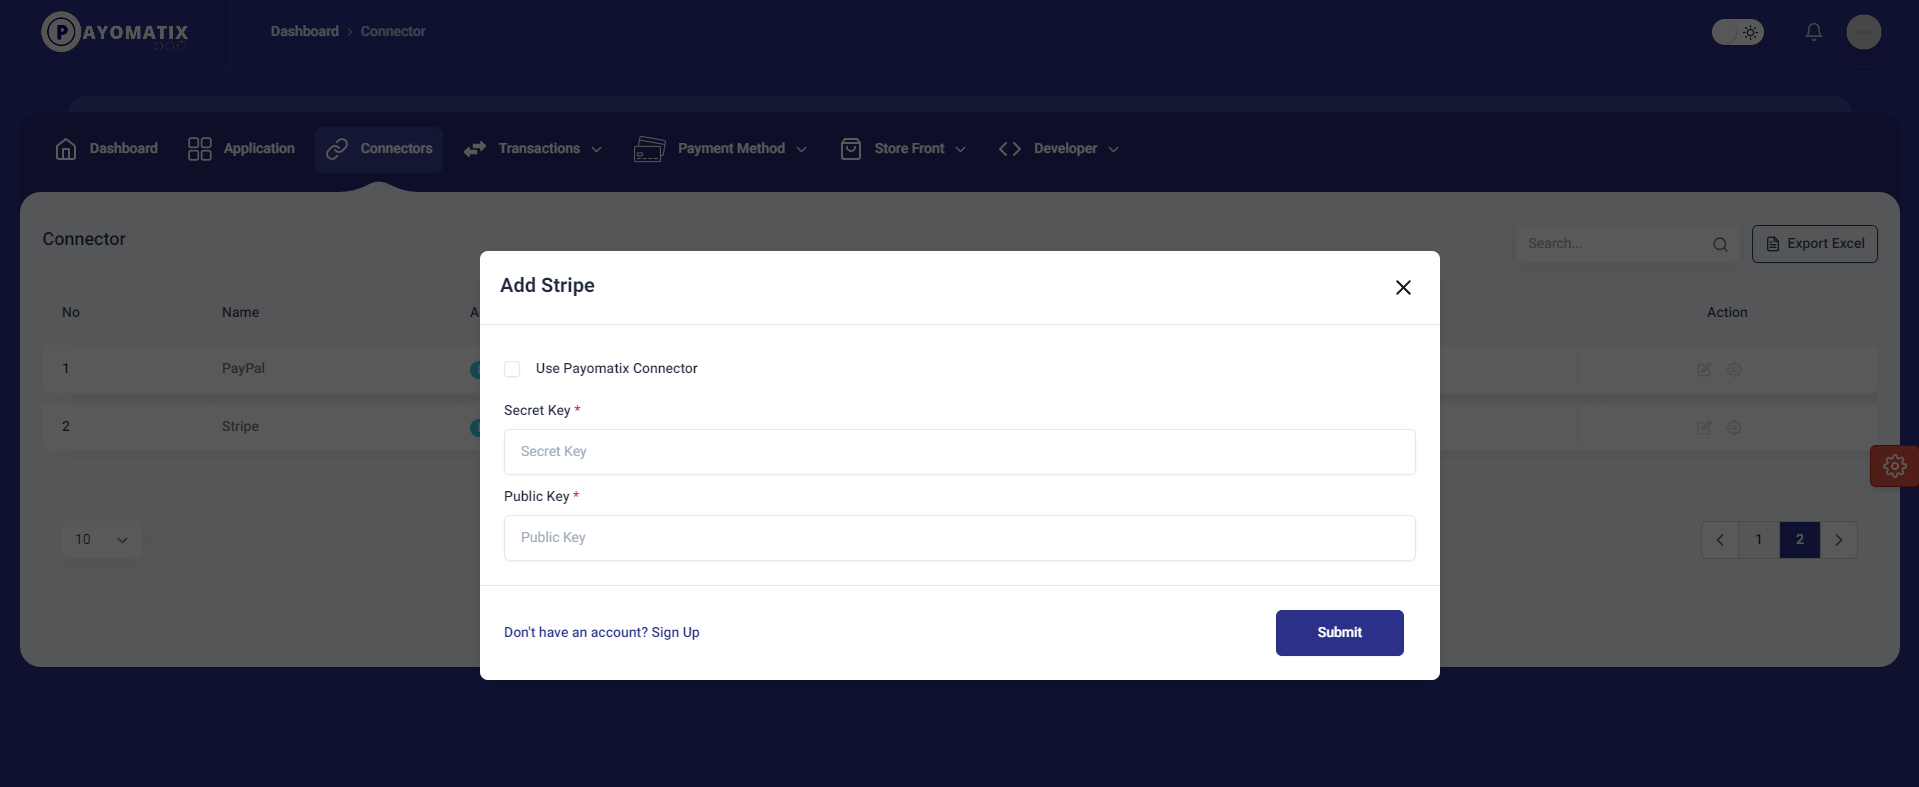 PAYOMATIX
Dashboard > Connector
Dashboard Application Connectors Transactions Payment Method Store Front Developer
Connector
Search...
Export Excel
Add Stripe
No Name Action
Use Payomatix Connector
1 PayPal
Secret Key *
2 Stripe
Secret Key
Public Key *
Public Key
10
1 2
Don't have an account? Sign Up
Submit